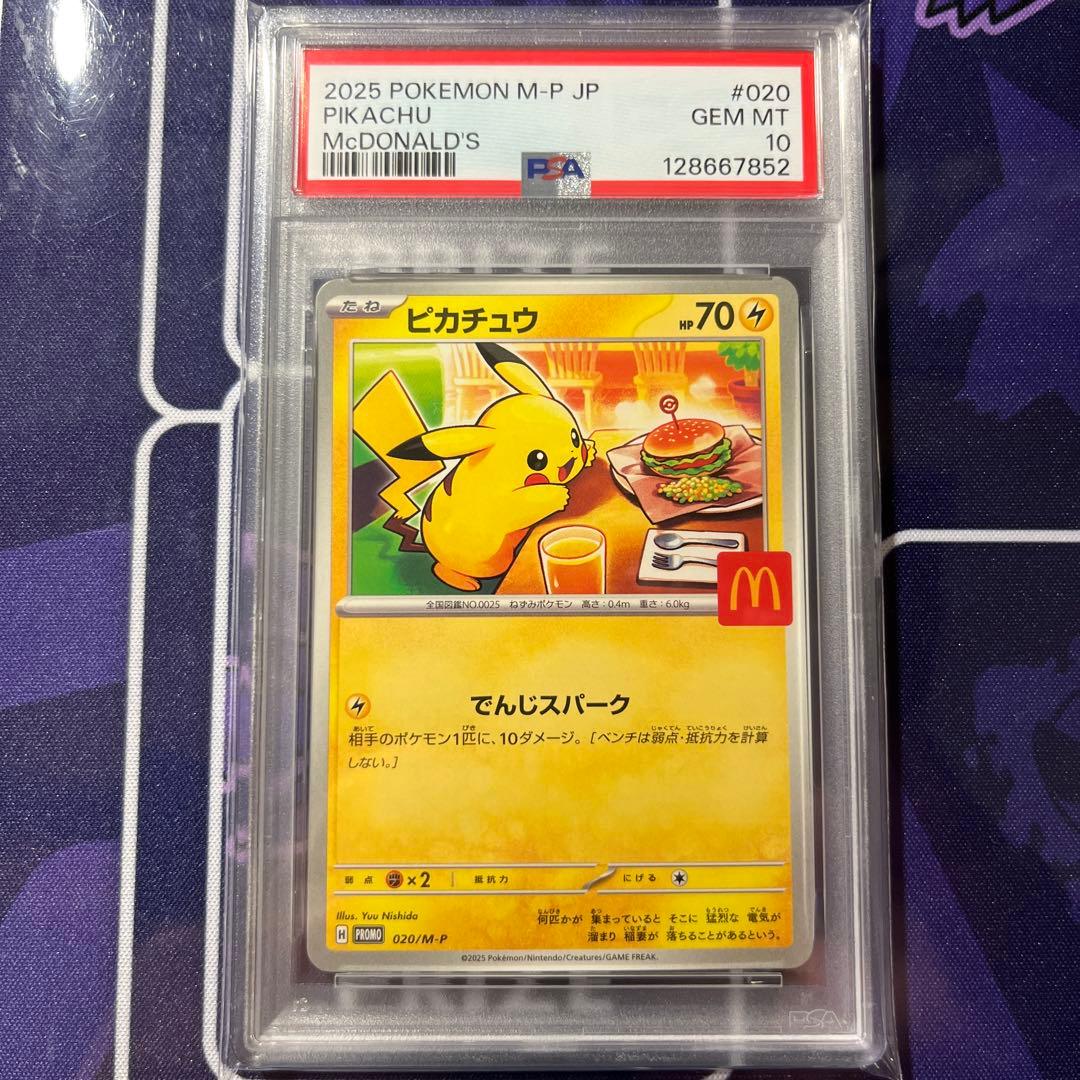 2025 POKEMON M-P JP #020
PIKACHU GEM MT
McDONALD'S 10
PSA 128667852
たね ピカチュウ HP70
全国図鑑NO.0025 ねずみポケモン 高さ:0.4m 重さ:6.0kg
でんじスパーク
相手のポケモン1匹に、10ダメージ。[ベンチは弱点・抵抗力を計算
しない。]
弱点 ×2 抵抗力 にげる
Illus. Yuu Nishida
何匹かが 集まっていると そこに 猛烈な 電気が
溜まり 稲妻が 落ちることがあるという。
H PROMO 020/M-P
©2025 Pokémon/Nintendo/Creatures/GAME FREAK.
PSA